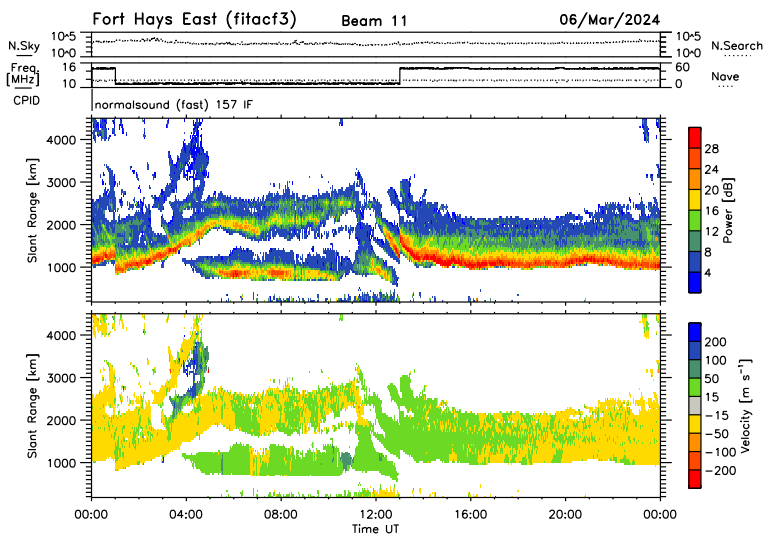 Fort Hays East (fitacf3) Beam 11 06/Mar/2024
N.Sky 10^5 10^0 10^5 10^0 N.Search
Freq. [MHz] 16 10 60 0 Nave
CPID normalsound (fast) 157 IF
Slant Range [km]
4000
3000
2000
1000
28
24
20
16
12
8
4
Power [dB]
Slant Range [km]
4000
3000
2000
1000
200
100
50
15
-15
-50
-100
-200
Velocity [m s⁻¹]
00:00 04:00 08:00 12:00 16:00 20:00 00:00
Time UT